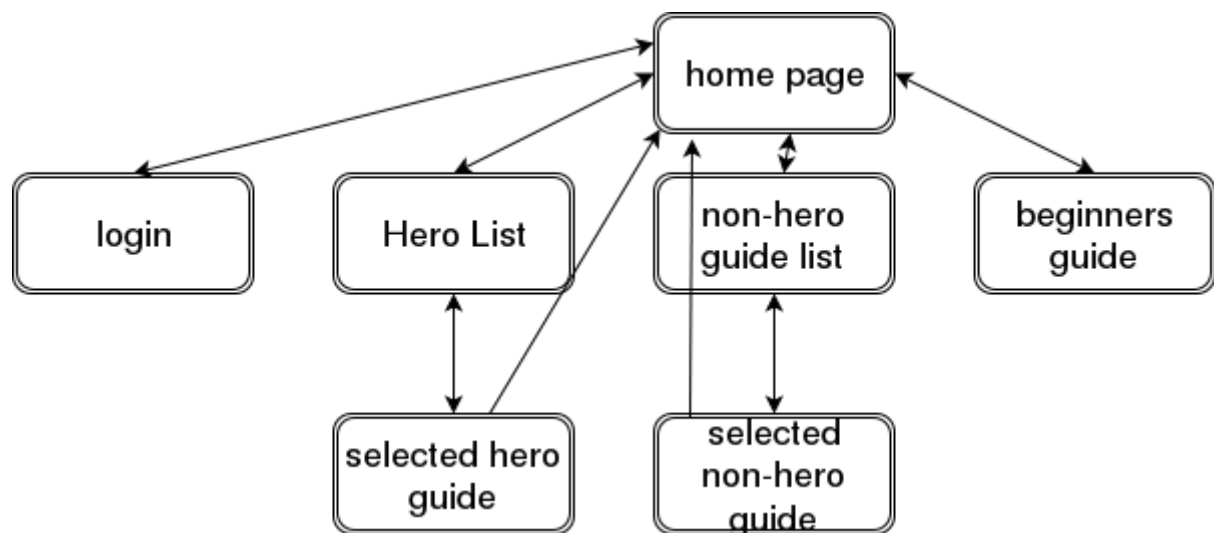 home page
login
Hero List
non-hero
guide list
beginners
guide
selected hero
guide
selected
non-hero
guide